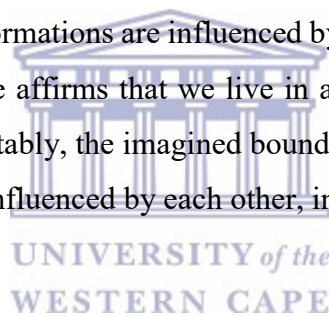 ormations are influenced by
e affirms that we live in a
tably, the imagined bound
nfluenced by each other, in
UNIVERSITY of the
WESTERN CAPE